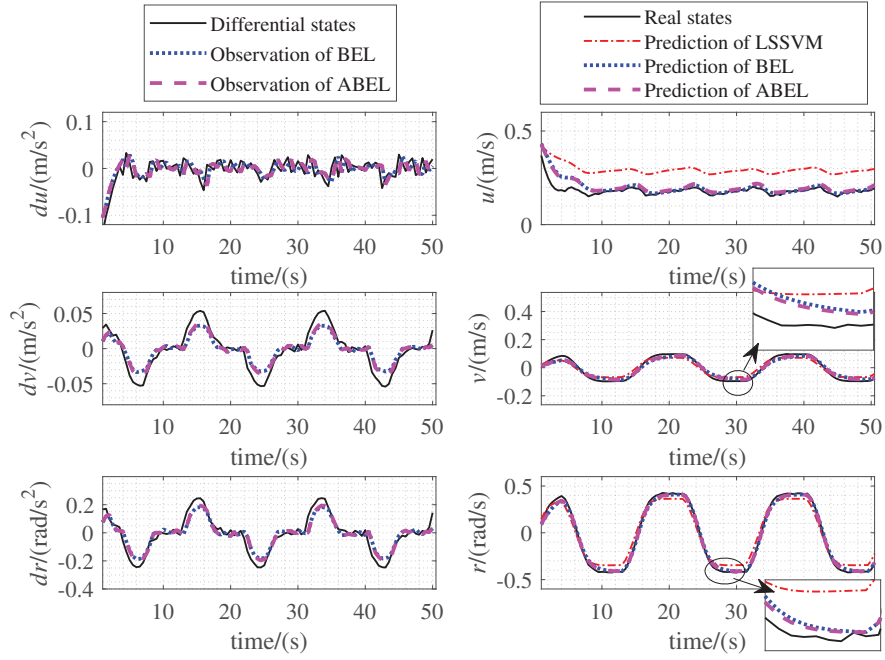 Differential states
Observation of BEL
Observation of ABEL
Real states
Prediction of LSSVM
Prediction of BEL
Prediction of ABEL
du/(m/s²)
0.1
0
-0.1
10 20 30 40 50
time/(s)
u/(m/s)
0.5
0
10 20 30 40 50
time/(s)
dv/(m/s²)
0.05
0
-0.05
10 20 30 40 50
time/(s)
v/(m/s)
0.4
0.2
0
-0.2
10 20 30 40 50
time/(s)
dr/(rad/s²)
0.2
0
-0.2
-0.4
10 20 30 40 50
time/(s)
r/(rad/s)
0.5
0
-0.5
10 20 30 40 50
time/(s)